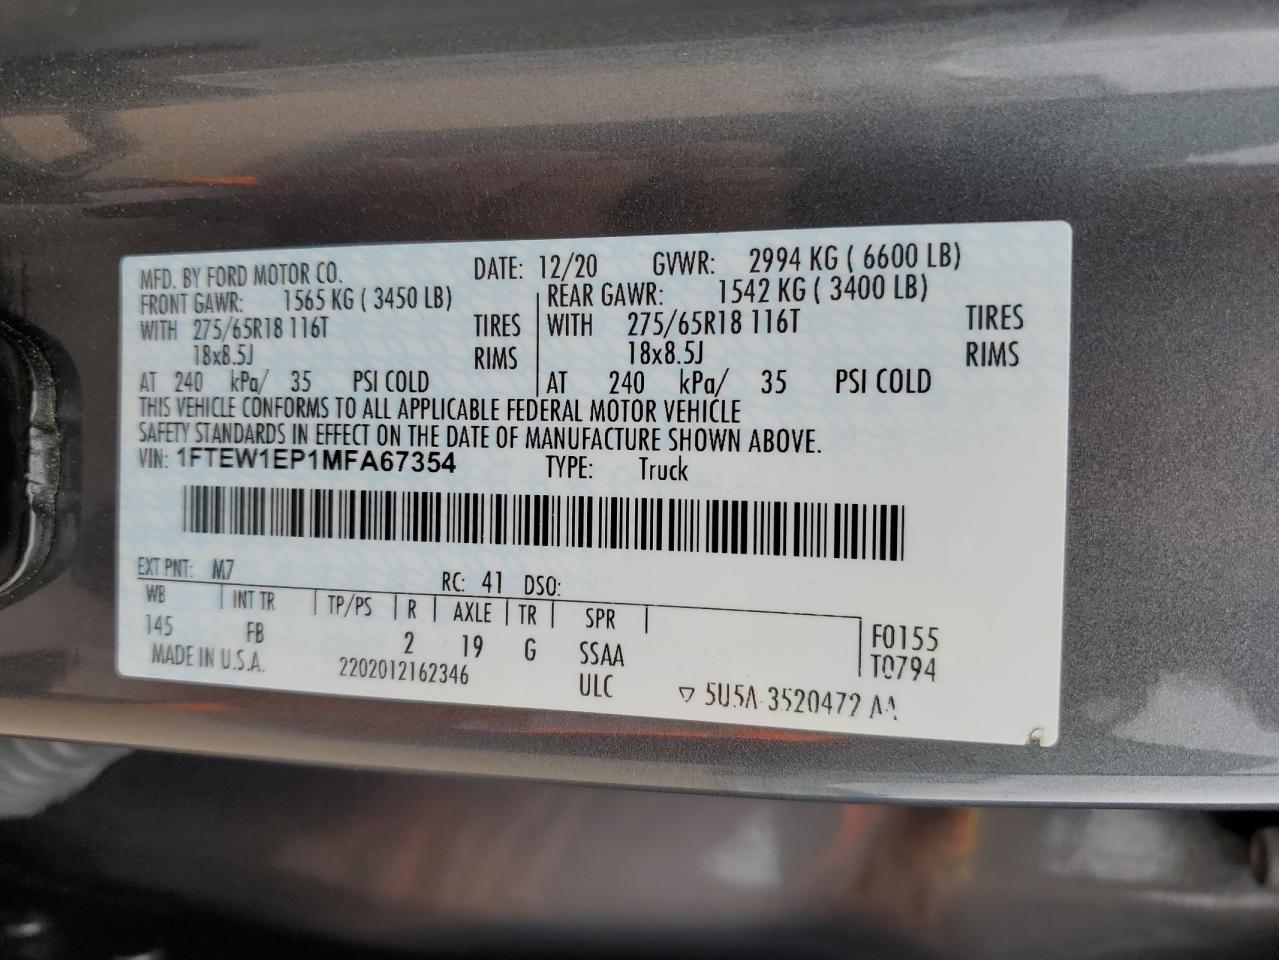 MFD. BY FORD MOTOR CO. DATE: 12/20 GVWR: 2994 KG ( 6600 LB)
FRONT GAWR: 1565 KG ( 3450 LB) REAR GAWR: 1542 KG ( 3400 LB)
WITH 275/65R18 116T TIRES WITH 275/65R18 116T TIRES
18x8.5J RIMS 18x8.5J RIMS
AT 240 kPa/ 35 PSI COLD AT 240 kPa/ 35 PSI COLD
THIS VEHICLE CONFORMS TO ALL APPLICABLE FEDERAL MOTOR VEHICLE
SAFETY STANDARDS IN EFFECT ON THE DATE OF MANUFACTURE SHOWN ABOVE.
VIN: 1FTEW1EP1MFA67354 TYPE: Truck
EXT PNT: M7 RC: 41 DSO:
WB INT TR TP/PS R AXLE TR SPR F0155
145 FB 2 19 G SSAA T0794
MADE IN U.S.A. 2202012162346 ULC ▽ 5U5A-3520472 AA